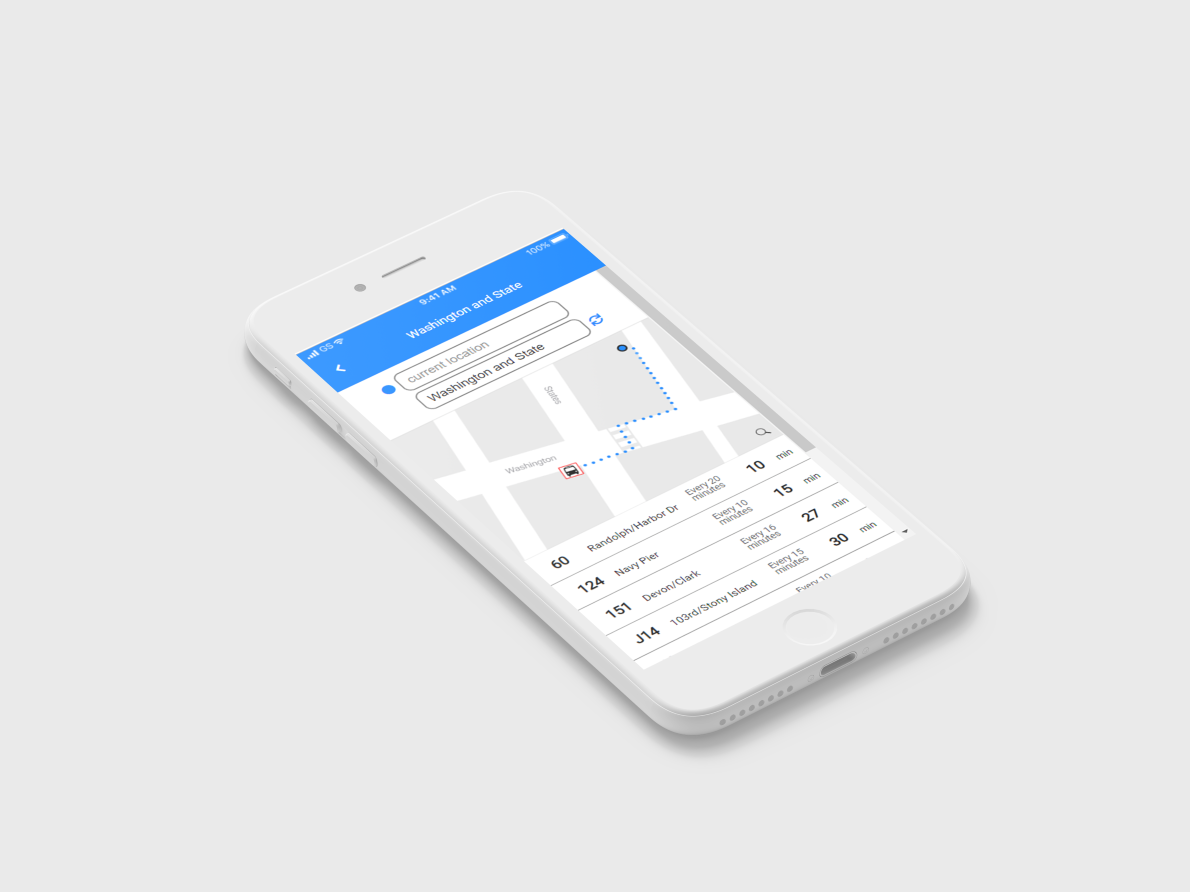 GS
9:41 AM
100%
Washington and State
current location
Washington and State
States
Washington
60 Randolph/Harbor Dr Every 20 minutes 10 min
124 Navy Pier Every 10 minutes 15 min
151 Devon/Clark Every 16 minutes 27 min
J14 103rd/Stony Island Every 15 minutes 30 min
Every 10